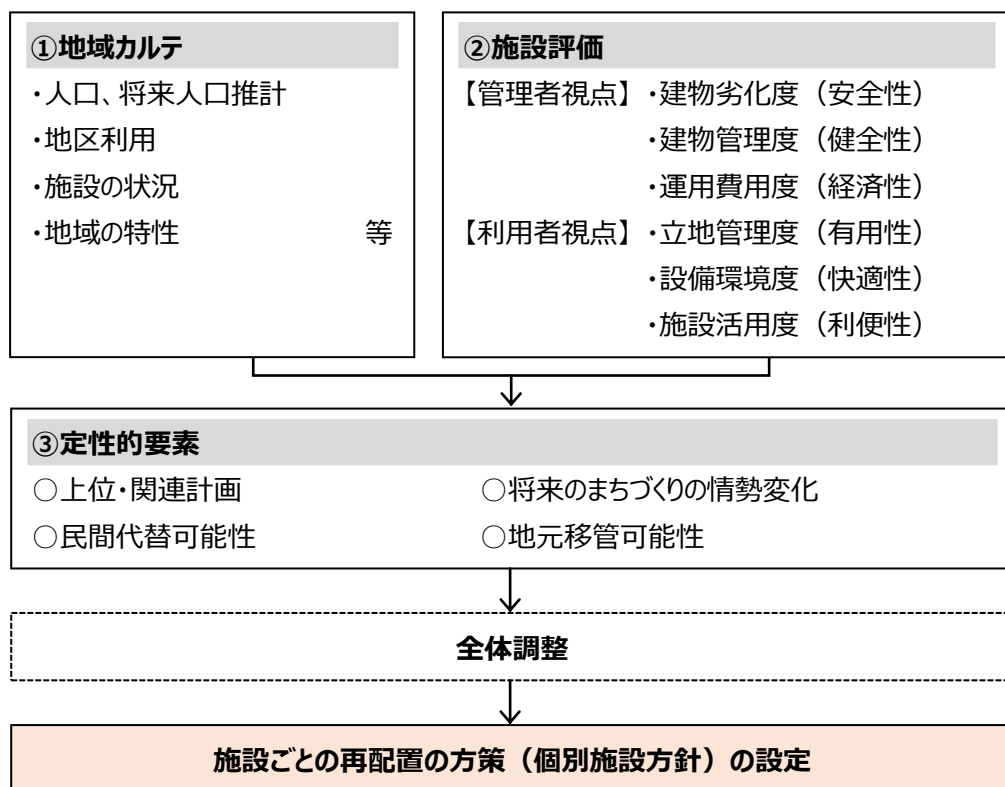 ①地域カルテ
・人口、将来人口推計
・地区利用
・施設の状況
・地域の特性 等
②施設評価
【管理者視点】・建物劣化度（安全性）
・建物管理度（健全性）
・運用費用度（経済性）
【利用者視点】・立地管理度（有用性）
・設備環境度（快適性）
・施設活用度（利便性）
③定性的要素
○上位・関連計画 ○将来のまちづくりの情勢変化
○民間代替可能性 ○地元移管可能性
全体調整
施設ごとの再配置の方策（個別施設方針）の設定